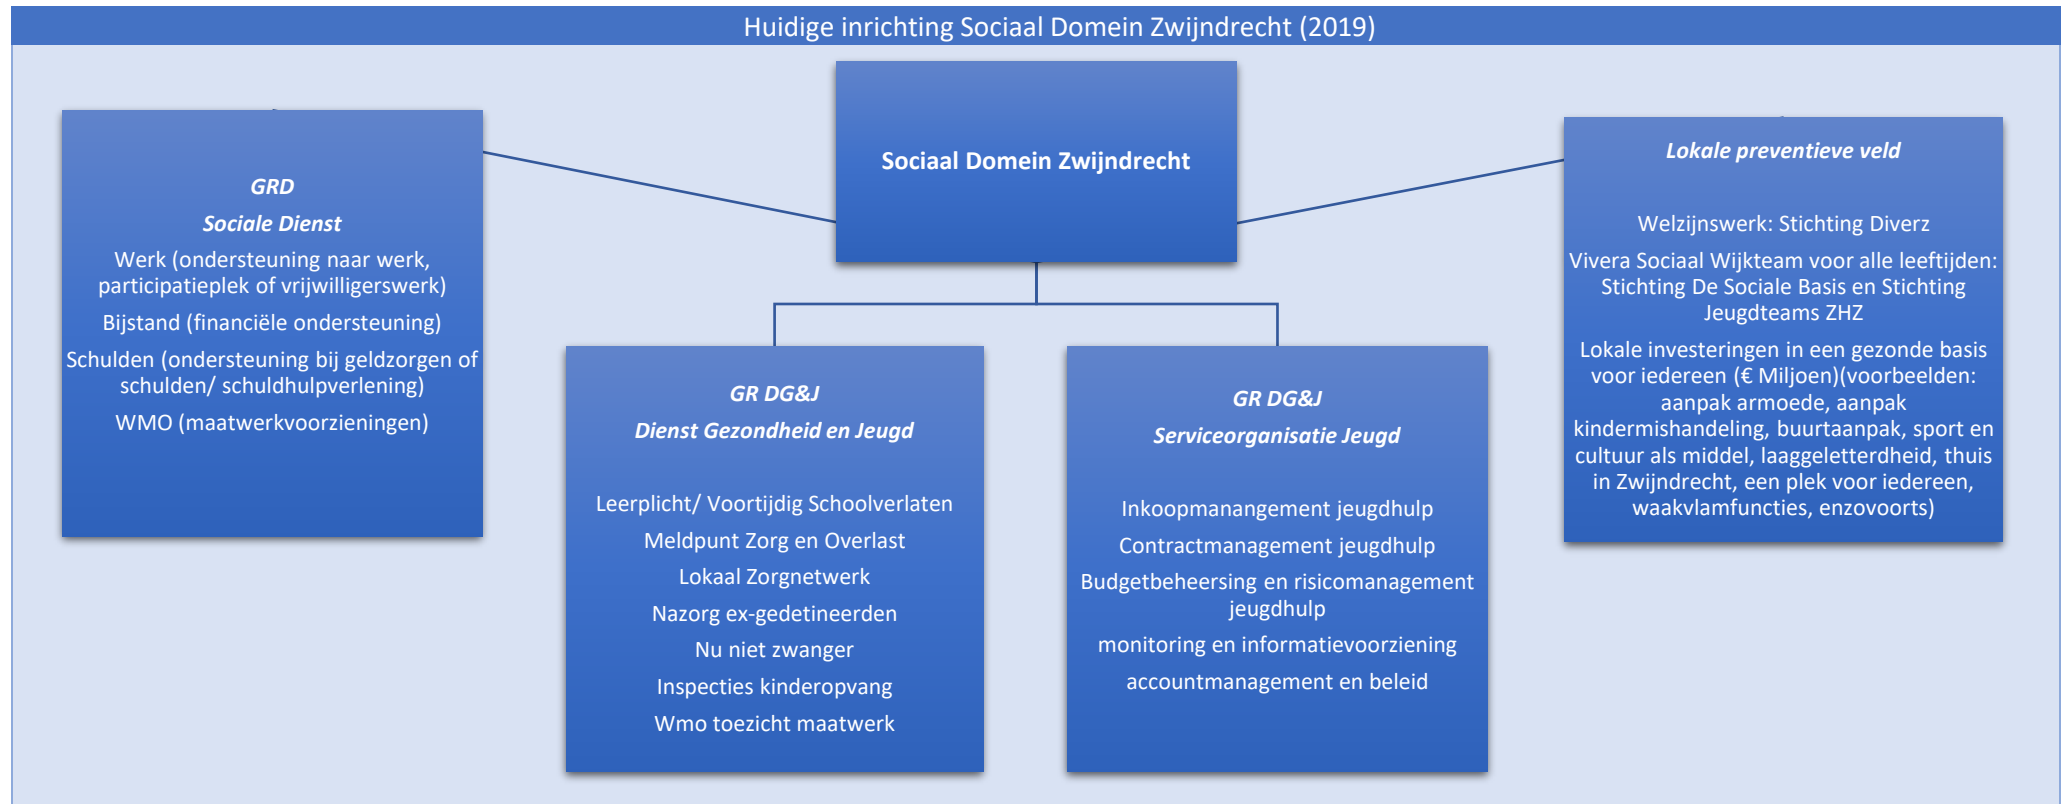 Huidige inrichting Sociaal Domein Zwijndrecht (2019)
Sociaal Domein Zwijndrecht
GRD
Sociale Dienst
Werk (ondersteuning naar werk,
participatieplek of vrijwilligerswerk)
Bijstand (financiële ondersteuning)
Schulden (ondersteuning bij geldzorgen of
schulden/ schuldhulpverlening)
WMO (maatwerkvoorzieningen)
GR DG&J
Dienst Gezondheid en Jeugd
Leerplicht/ Voortijdig Schoolverlaten
Meldpunt Zorg en Overlast
Lokaal Zorgnetwerk
Nazorg ex-gedetineerden
Nu niet zwanger
Inspecties kinderopvang
Wmo toezicht maatwerk
GR DG&J
Serviceorganisatie Jeugd
Inkoopmanangement jeugdhulp
Contractmanagement jeugdhulp
Budgetbeheersing en risicomanagement
jeugdhulp
monitoring en informatievoorziening
accountmanagement en beleid
Lokale preventieve veld
Welzijnswerk: Stichting Diverz
Vivera Sociaal Wijkteam voor alle leeftijden:
Stichting De Sociale Basis en Stichting
Jeugdteams ZHZ
Lokale investeringen in een gezonde basis
voor iedereen (€ Miljoen)(voorbeelden:
aanpak armoede, aanpak
kindermishandeling, buurtaanpak, sport en
cultuur als middel, laaggeletterdheid, thuis
in Zwijndrecht, een plek voor iedereen,
waakvlamfuncties, enzovoorts)